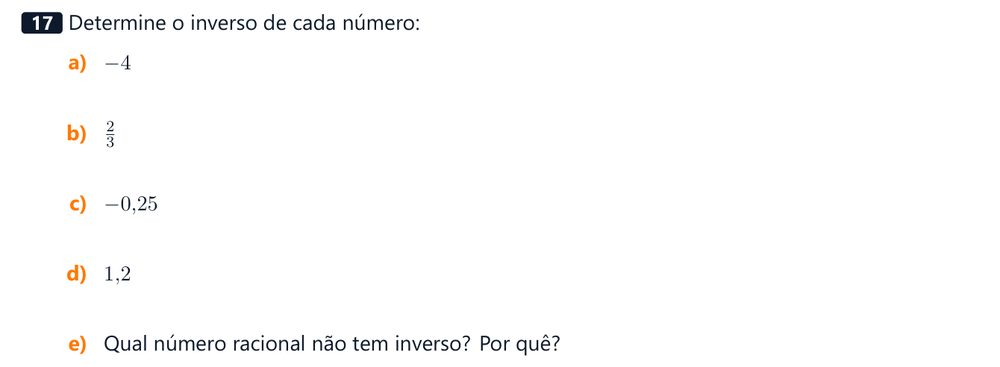 17 Determine o inverso de cada número:
a) −4
b) 2/3
c) −0,25
d) 1,2
e) Qual número racional não tem inverso? Por quê?